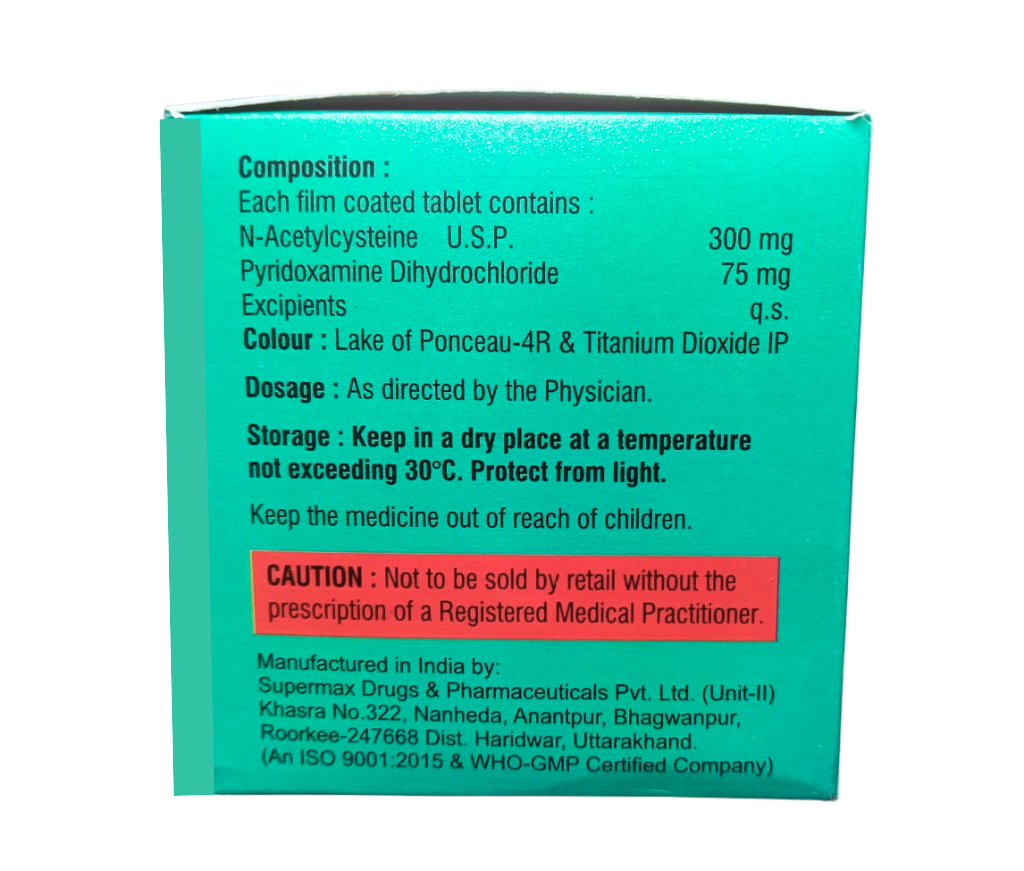 Composition :
Each film coated tablet contains :
N-Acetylcysteine U.S.P. 300 mg
Pyridoxamine Dihydrochloride 75 mg
Excipients q.s.
Colour : Lake of Ponceau-4R & Titanium Dioxide IP
Dosage : As directed by the Physician.
Storage : Keep in a dry place at a temperature
not exceeding 30°C. Protect from light.
Keep the medicine out of reach of children.
CAUTION : Not to be sold by retail without the
prescription of a Registered Medical Practitioner.
Manufactured in India by:
Supermax Drugs & Pharmaceuticals Pvt. Ltd. (Unit-II)
Khasra No.322, Nanheda, Anantpur, Bhagwanpur,
Roorkee-247668 Dist. Haridwar, Uttarakhand.
(An ISO 9001:2015 & WHO-GMP Certified Company)